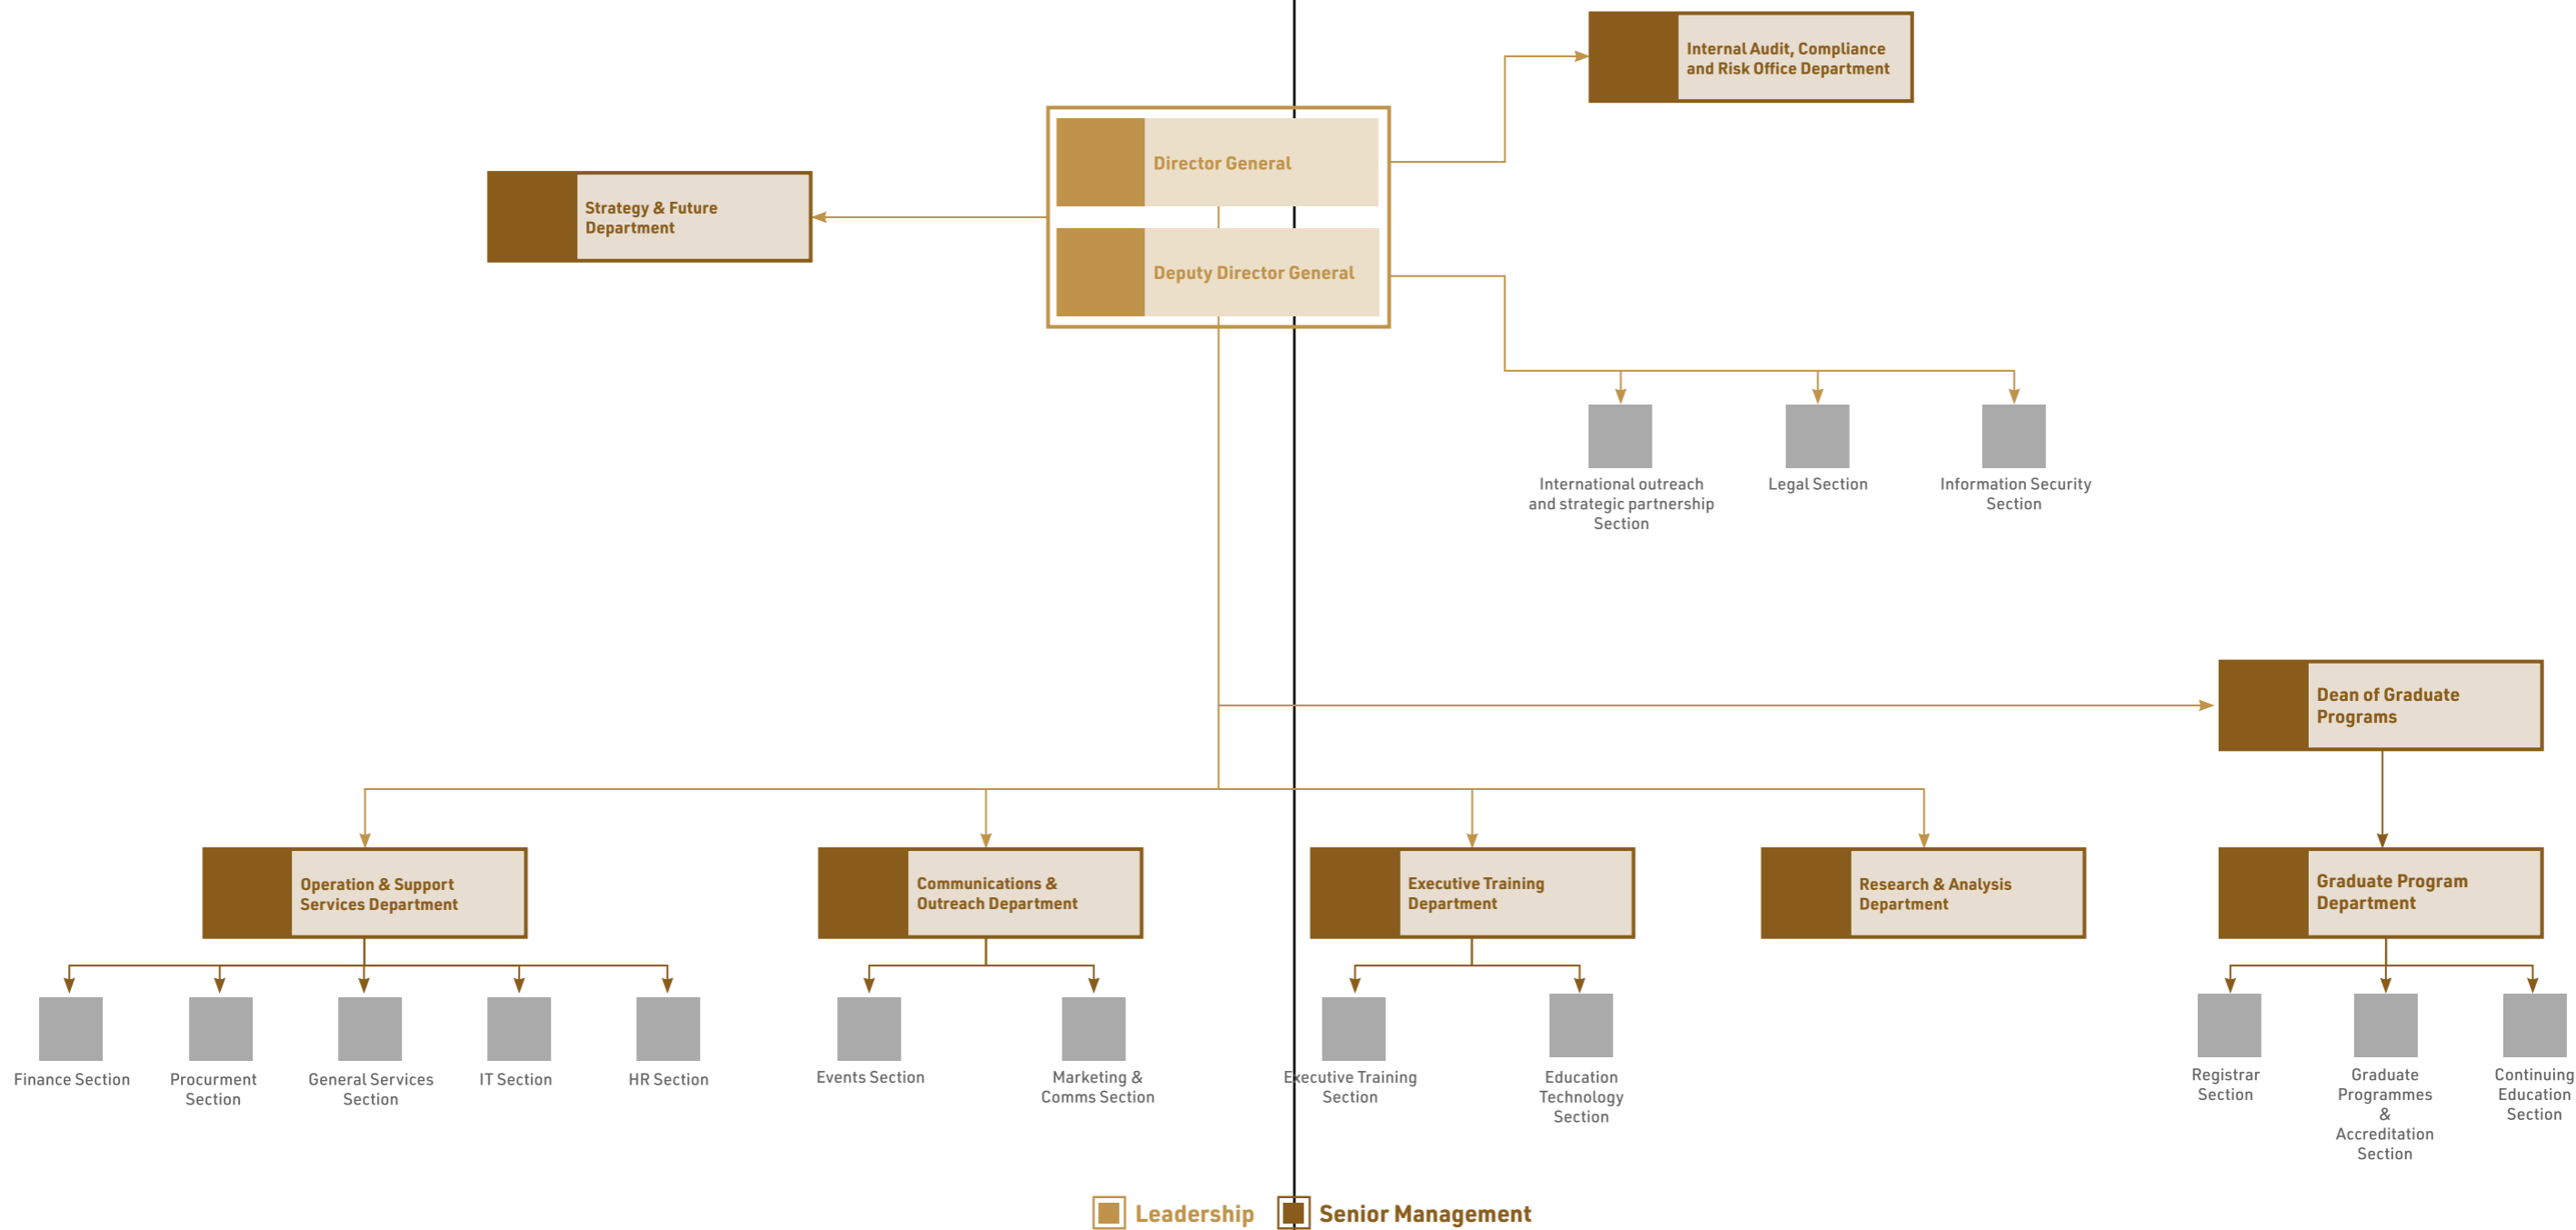 Internal Audit, Compliance
and Risk Office Department
Director General
Strategy & Future
Department
Deputy Director General
International outreach
and strategic partnership
Section
Legal Section
Information Security
Section
Dean of Graduate
Programs
Operation & Support
Services Department
Communications &
Outreach Department
Executive Training
Department
Research & Analysis
Department
Graduate Program
Department
Finance Section
Procurment
Section
General Services
Section
IT Section
HR Section
Events Section
Marketing &
Comms Section
Executive Training
Section
Education
Technology
Section
Registrar
Section
Graduate
Programmes
&
Accreditation
Section
Continuing
Education
Section
Leadership
Senior Management